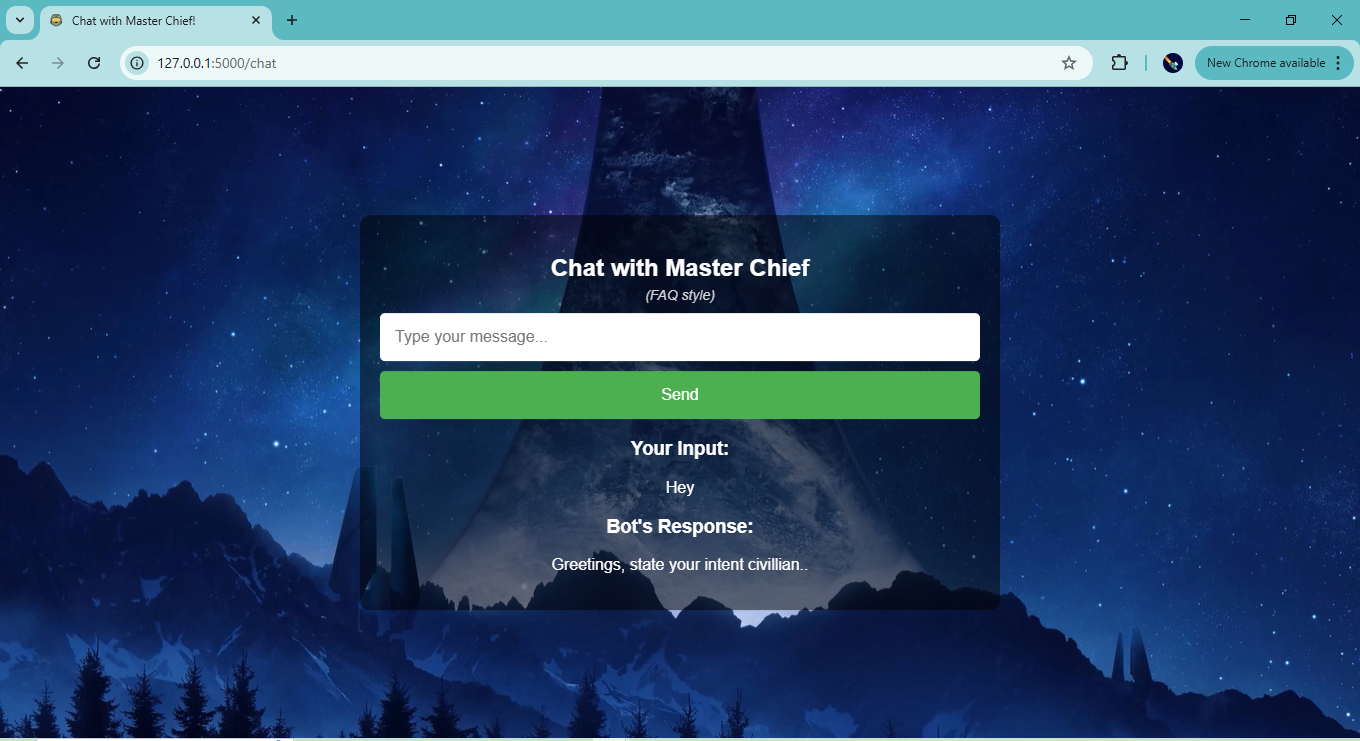 Chat with Master Chief!
127.0.0.1:5000/chat
New Chrome available
Chat with Master Chief
(FAQ style)
Type your message...
Send
Your Input:
Hey
Bot's Response:
Greetings, state your intent civillian..